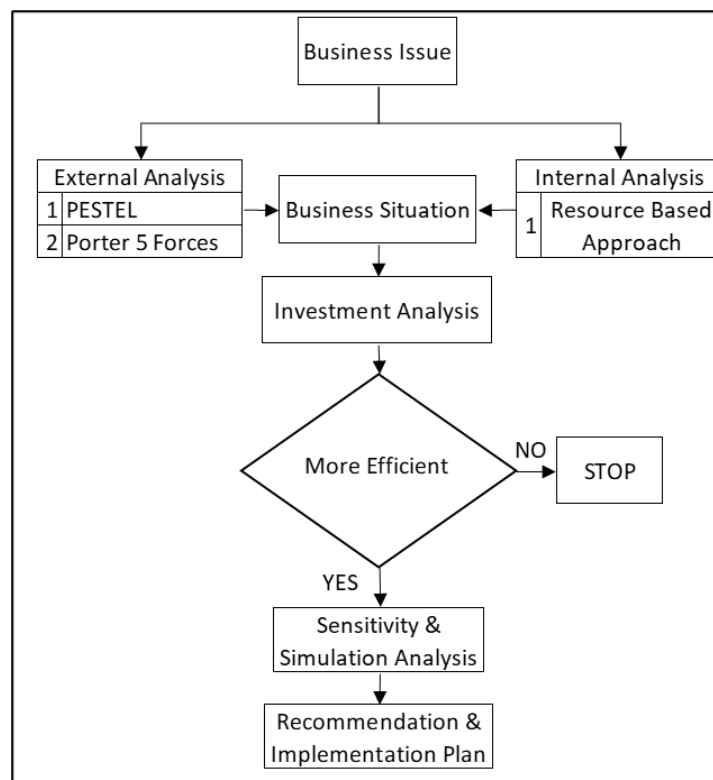 Business Issue
External Analysis
1 PESTEL
2 Porter 5 Forces
Business Situation
Internal Analysis
1 Resource Based
Approach
Investment Analysis
More Efficient
NO
STOP
YES
Sensitivity &
Simulation Analysis
Recommendation &
Implementation Plan